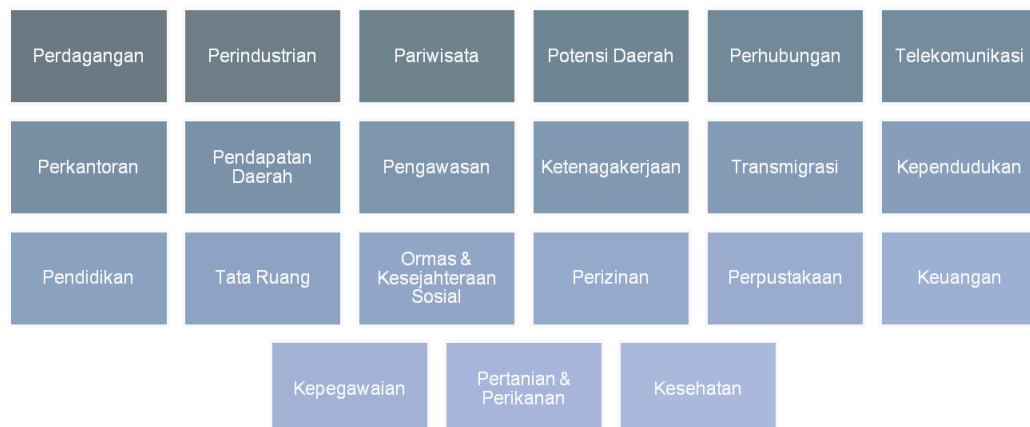 Perdagangan
Perindustrian
Pariwisata
Potensi Daerah
Perhubungan
Telekomunikasi
Perkantoran
Pendapatan
Daerah
Pengawasan
Ketenagakerjaan
Transmigrasi
Kependudukan
Pendidikan
Tata Ruang
Ormas &
Kesejahteraan
Sosial
Perizinan
Perpustakaan
Keuangan
Kepegawaian
Pertanian &
Perikanan
Kesehatan